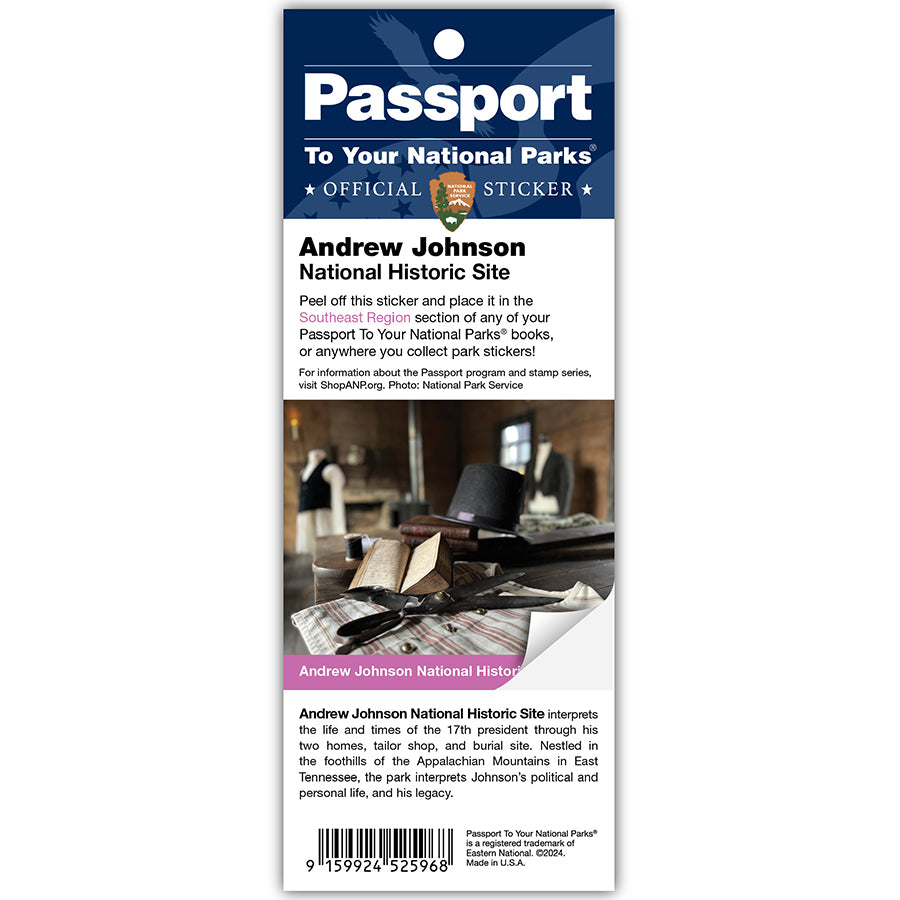 Passport
To Your National Parks®
★ OFFICIAL STICKER ★
NATIONAL
PARK
SERVICE
Andrew Johnson
National Historic Site
Peel off this sticker and place it in the
Southeast Region section of any of your
Passport To Your National Parks® books,
or anywhere you collect park stickers!
For information about the Passport program and stamp series,
visit ShopANP.org. Photo: National Park Service
Andrew Johnson National Histori
Andrew Johnson National Historic Site interprets
the life and times of the 17th president through his
two homes, tailor shop, and burial site. Nestled in
the foothills of the Appalachian Mountains in East
Tennessee, the park interprets Johnson's political and
personal life, and his legacy.
9 159924 525968
Passport To Your National Parks®
is a registered trademark of
Eastern National. ©2024.
Made in U.S.A.